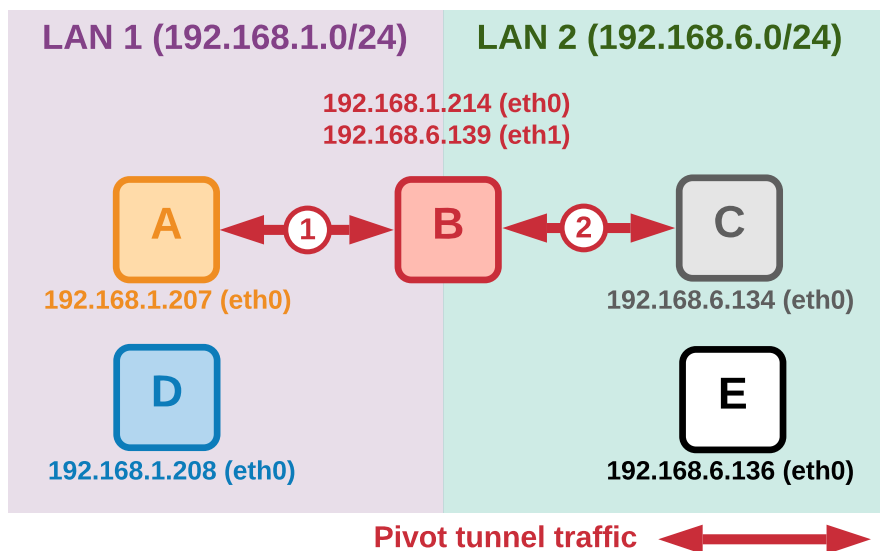 LAN 1 (192.168.1.0/24)
LAN 2 (192.168.6.0/24)
192.168.1.214 (eth0)
192.168.6.139 (eth1)
A
1
B
2
C
192.168.1.207 (eth0)
192.168.6.134 (eth0)
D
E
192.168.1.208 (eth0)
192.168.6.136 (eth0)
Pivot tunnel traffic